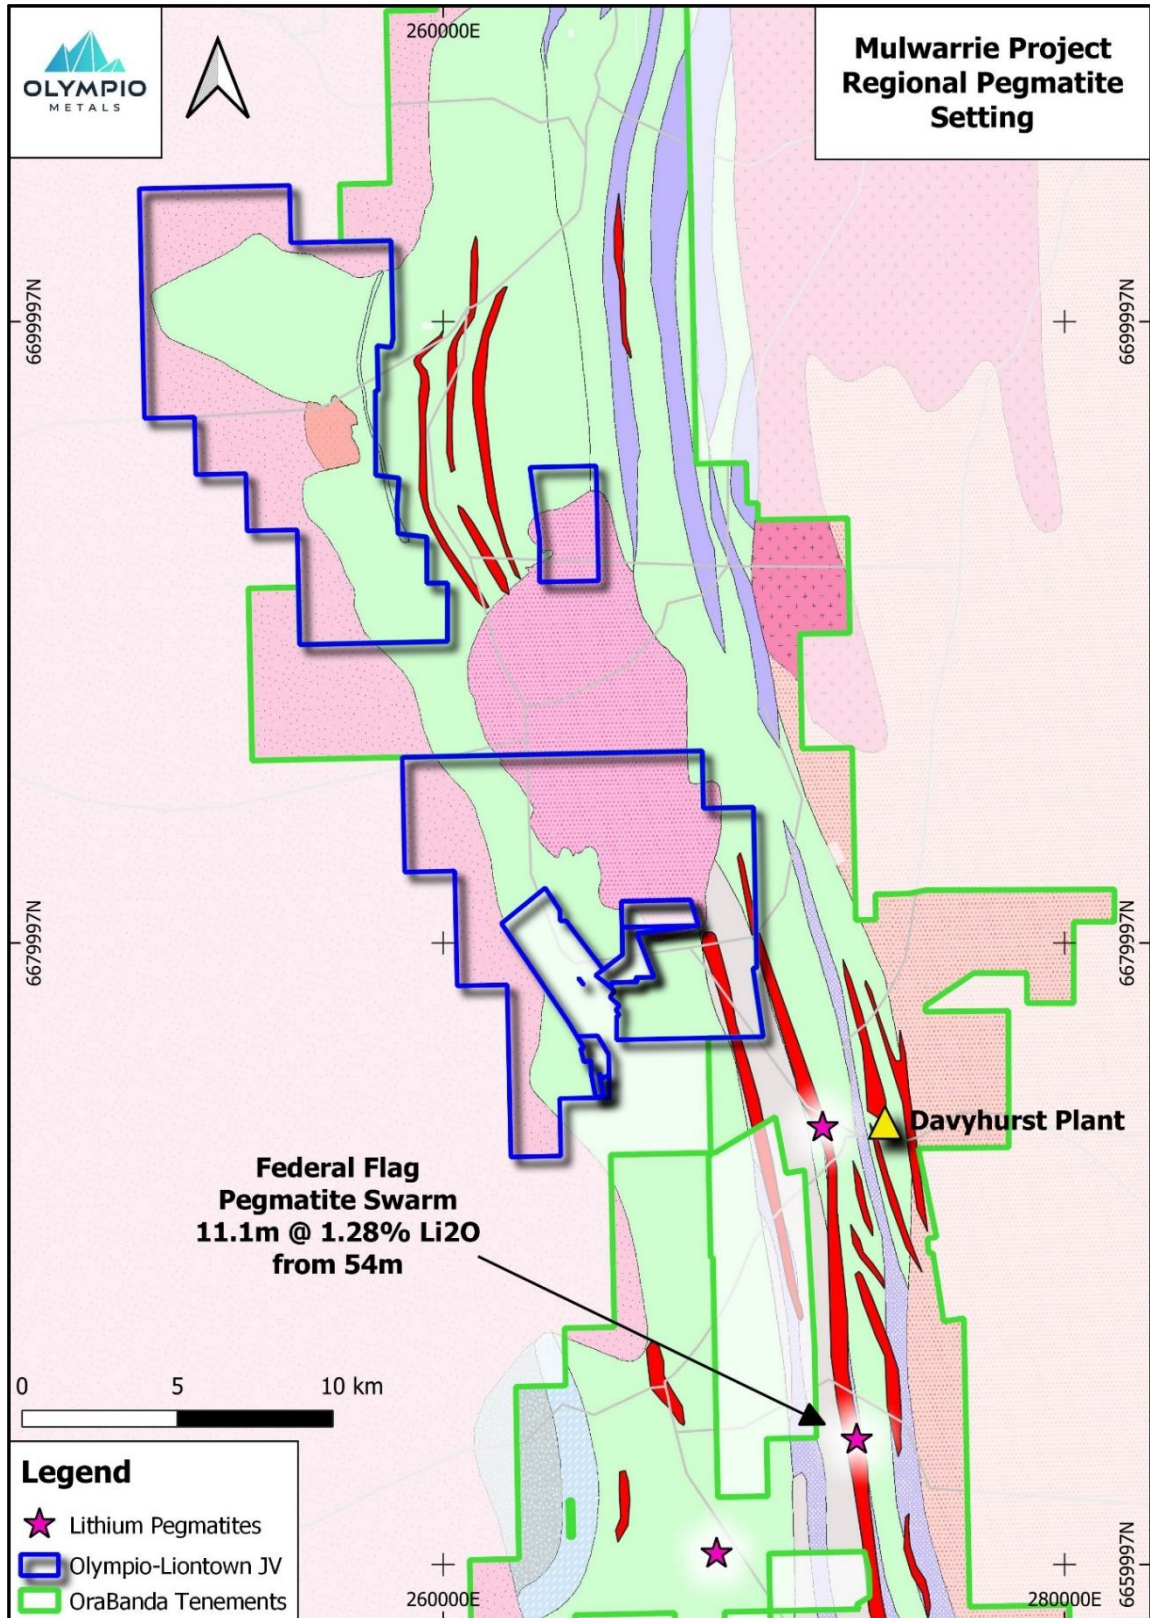 OLYMPIO
METALS
260000E
Mulwarrie Project
Regional Pegmatite
Setting
6699997N
6699997N
6679997N
6679997N
Davyhurst Plant
Federal Flag
Pegmatite Swarm
11.1m @ 1.28% Li2O
from 54m
0 5 10 km
Legend
Lithium Pegmatites
Olympio-Liontown JV
OraBanda Tenements
6659997N
260000E
280000E